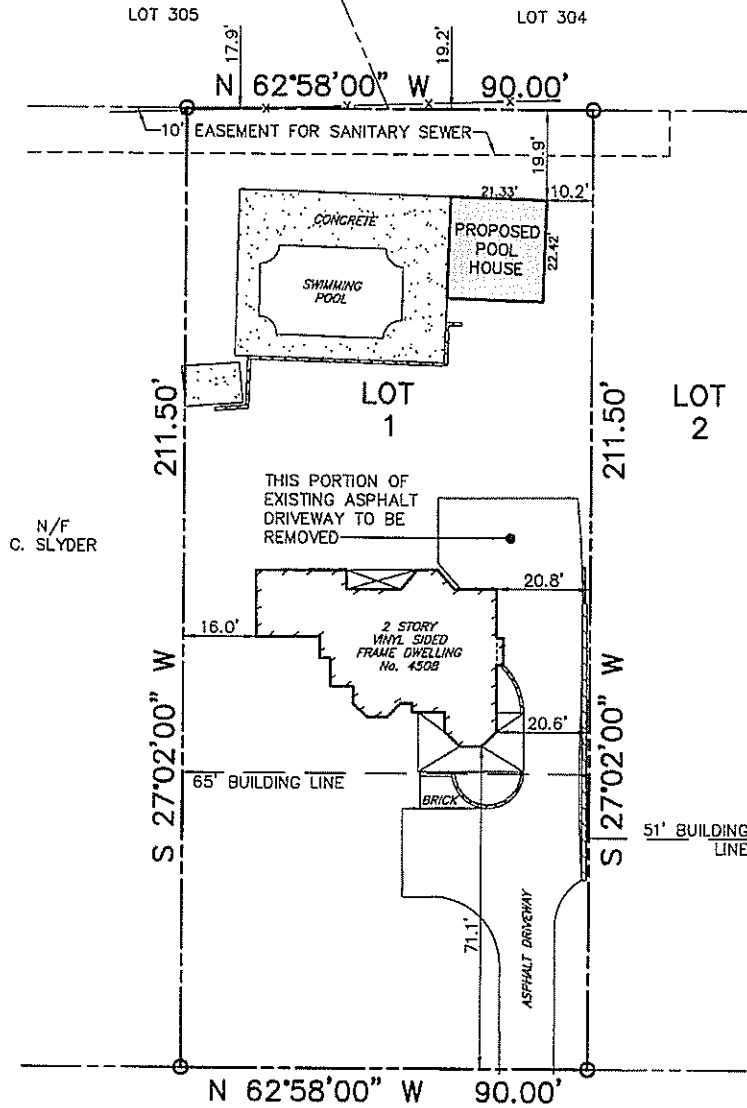 LOT 305
LOT 304
17.9'
19.2'
N 62°58'00" W 90.00'
10' EASEMENT FOR SANITARY SEWER
19.9'
21.33'
10.2'
CONCRETE
PROPOSED
POOL
HOUSE
22.42'
SWIMMING
POOL
LOT
1
LOT
2
211.50'
211.50'
THIS PORTION OF
EXISTING ASPHALT
DRIVEWAY TO BE
REMOVED
N/F
C. SLYDER
20.8'
16.0'
2 STORY
VINYL SIDED
FRAME DWELLING
No. 4508
S 27°02'00" W
S 27°02'00" W
20.6'
65' BUILDING LINE
BRICK
51' BUILDING
LINE
71.1'
ASPHALT DRIVEWAY
N 62°58'00" W 90.00'